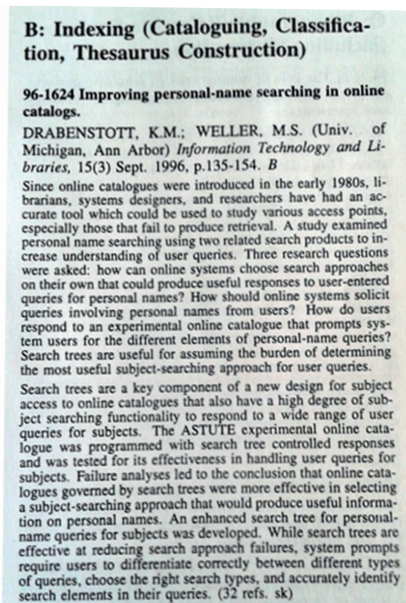 B: Indexing (Cataloguing, Classifica-
tion, Thesaurus Construction)
96-1624 Improving personal-name searching in online
catalogs.
DRABENSTOTT, K.M.; WELLER, M.S. (Univ. of
Michigan, Ann Arbor) Information Technology and Li-
braries, 15(3) Sept. 1996, p.135-154. B
Since online catalogues were introduced in the early 1980s, li-
brarians, systems designers, and researchers have had an ac-
curate tool which could be used to study various access points,
especially those that fail to produce retrieval. A study examined
personal name searching using two related search products to in-
crease understanding of user queries. Three research questions
were asked: how can online systems choose search approaches
on their own that could produce useful responses to user-entered
queries for personal names? How should online systems solicit
queries involving personal names from users? How do users
respond to an experimental online catalogue that prompts sys-
tem users for the different elements of personal-name queries?
Search trees are useful for assuming the burden of determining
the most useful subject-searching approach for user queries.
Search trees are a key component of a new design for subject
access to online catalogues that also have a high degree of sub-
ject searching functionality to respond to a wide range of user
queries for subjects. The ASTUTE experimental online cata-
logue was programmed with search tree controlled responses
and was tested for its effectiveness in handling user queries for
subjects. Failure analyses led to the conclusion that online cata-
logues governed by search trees were more effective in selecting
a subject-searching approach that would produce useful informa-
tion on personal names. An enhanced search tree for personal-
name queries for subjects was developed. While search trees are
effective at reducing search approach failures, system prompts
require users to differentiate correctly between different types
of queries, choose the right search types, and accurately identify
search elements in their queries. (32 refs. sk)